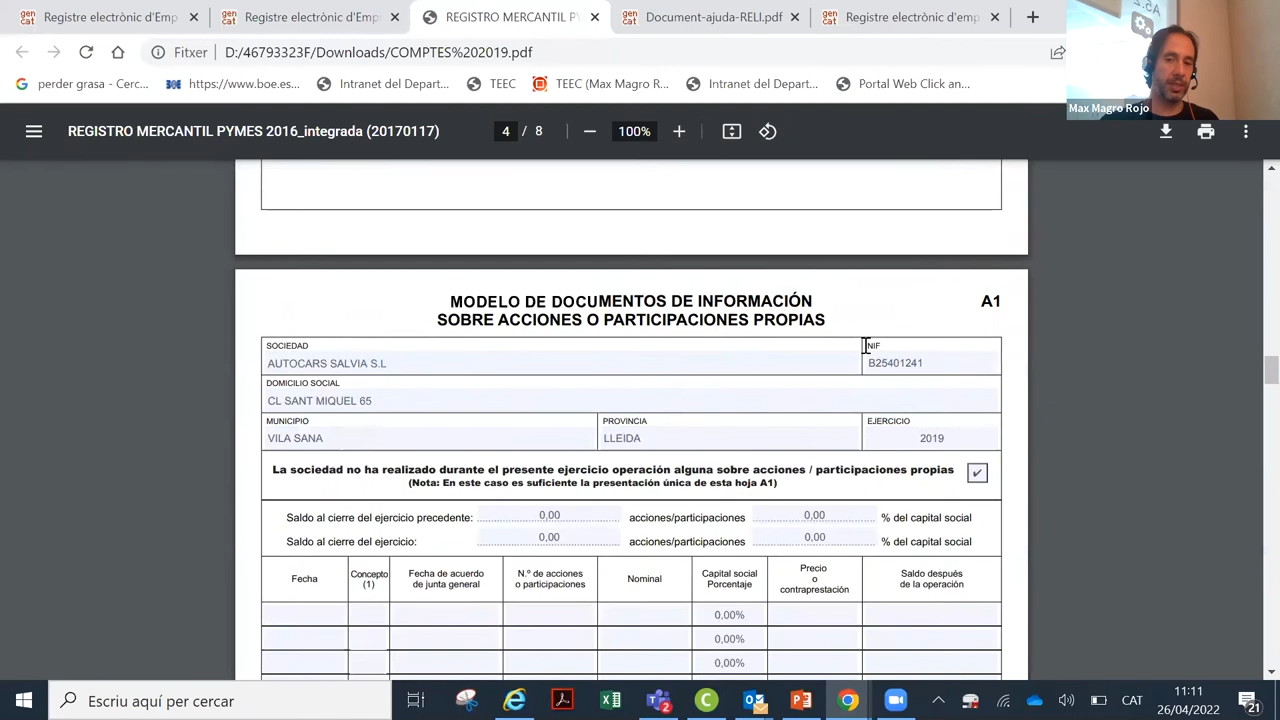 Registre electrònic d'Emp
Registre electrònic d'Empr
REGISTRO MERCANTIL PYM
Document-ajuda-RELI.pdf
Registre electrònic d'emp
Fitxer
D:/46793323F/Downloads/COMPTES%202019.pdf
perder grasa - Cerc...
https://www.boe.es...
Intranet del Depart...
TEEC
TEEC (Max Magro R...
Intranet del Depart...
Portal Web Click an...
Max Magro Rojo
REGISTRO MERCANTIL PYMES 2016_integrada (20170117)
4 / 8
100%
MODELO DE DOCUMENTOS DE INFORMACIÓN
SOBRE ACCIONES O PARTICIPACIONES PROPIAS
A1
SOCIEDAD
NIF
AUTOCARS SALVIA S.L
B25401241
DOMICILIO SOCIAL
CL SANT MIQUEL 65
MUNICIPIO
PROVINCIA
EJERCICIO
VILA SANA
LLEIDA
2019
La sociedad no ha realizado durante el presente ejercicio operación alguna sobre acciones / participaciones propias
(Nota: En este caso es suficiente la presentación única de esta hoja A1)
Saldo al cierre del ejercicio precedente: 0,00 acciones/participaciones 0,00 % del capital social
Saldo al cierre del ejercicio: 0,00 acciones/participaciones 0,00 % del capital social
Fecha
Concepto
(1)
Fecha de acuerdo
de junta general
N.º de acciones
o participaciones
Nominal
Capital social
Porcentaje
Precio
o
contraprestación
Saldo después
de la operación
0,00%
0,00%
0,00%
Escriu aquí per cercar
CAT
11:11
26/04/2022
21